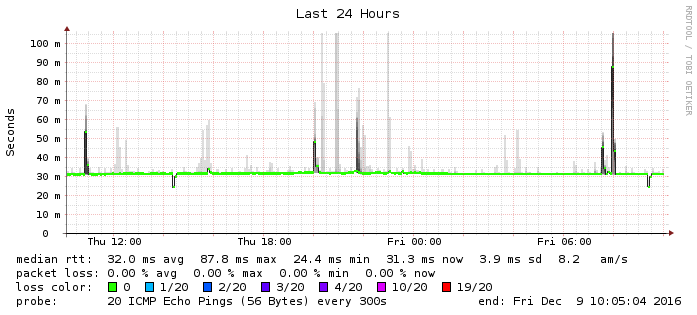 Last 24 Hours
RRDTOOL / TOBI OETIKER
Seconds
100 m
90 m
80 m
70 m
60 m
50 m
40 m
30 m
20 m
10 m
0
Thu 12:00 Thu 18:00 Fri 00:00 Fri 06:00
median rtt: 32.0 ms avg 87.8 ms max 24.4 ms min 31.3 ms now 3.9 ms sd 8.2 am/s
packet loss: 0.00 % avg 0.00 % max 0.00 % min 0.00 % now
loss color: 0 1/20 2/20 3/20 4/20 10/20 19/20
probe: 20 ICMP Echo Pings (56 Bytes) every 300s end: Fri Dec 9 10:05:04 2016